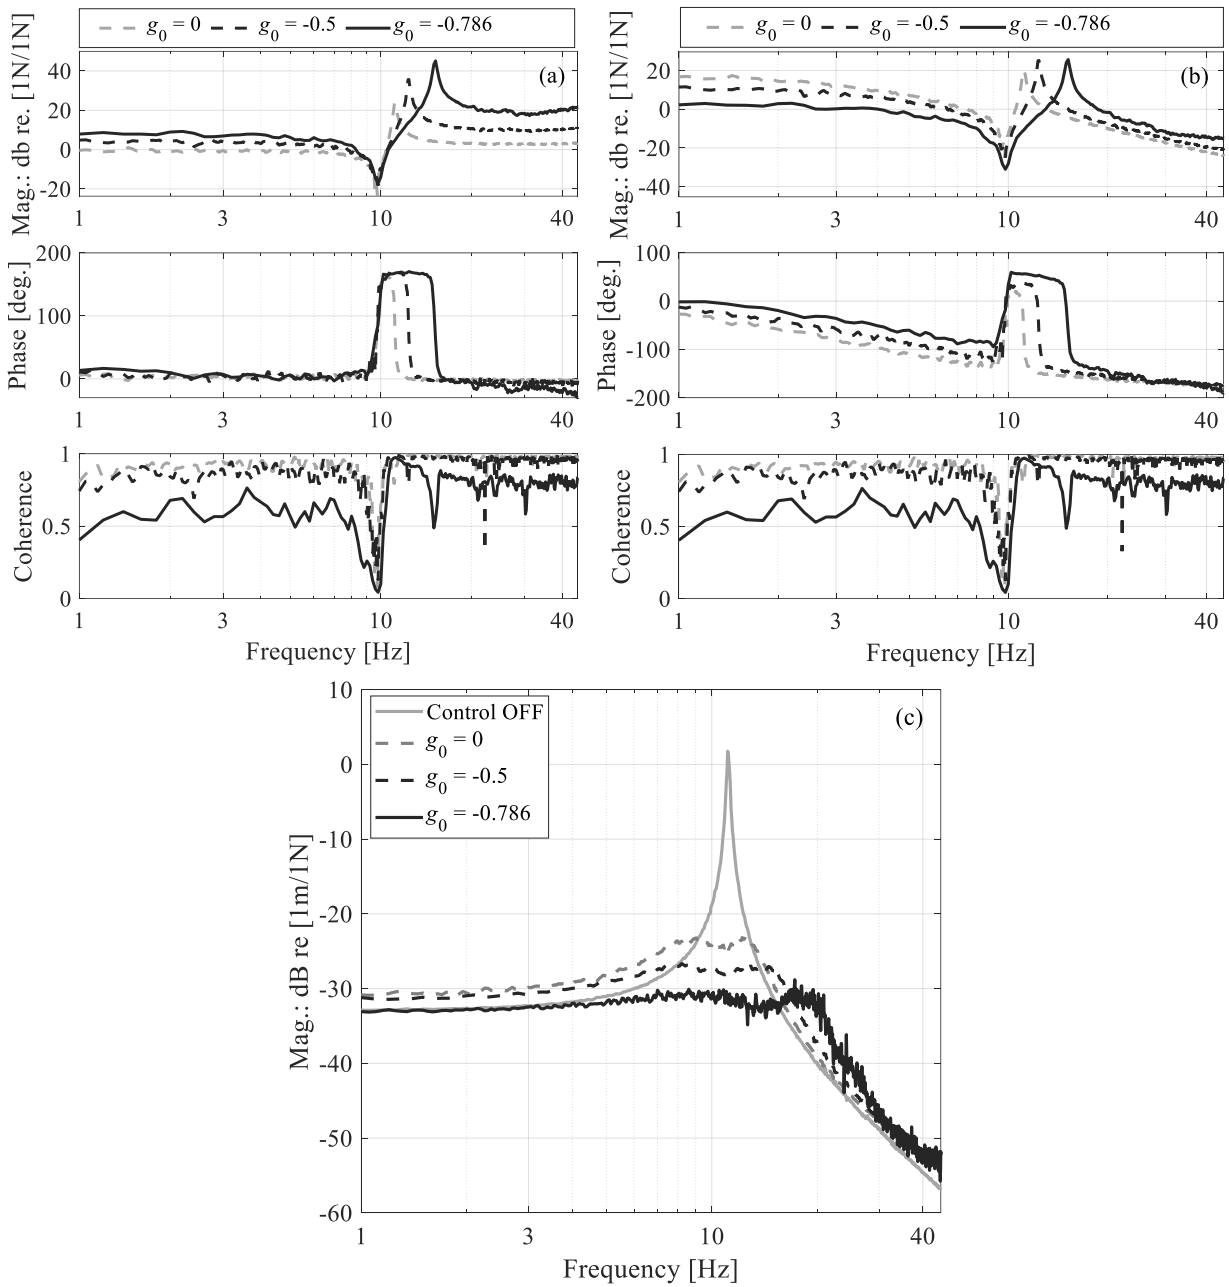 g0 = 0 g0 = -0.5 g0 = -0.786
(a)
Mag.: db re. [1N/1N]
40
20
0
-20
1 3 10 40
Phase [deg.]
200
100
0
1 3 10 40
Coherence
1
0.5
0
1 3 10 40
Frequency [Hz]
g0 = 0 g0 = -0.5 g0 = -0.786
(b)
Mag.: db re. [1N/1N]
20
0
-20
-40
1 3 10 40
Phase [deg.]
100
0
-100
-200
1 3 10 40
Coherence
1
0.5
0
1 3 10 40
Frequency [Hz]
(c)
Control OFF
g0 = 0
g0 = -0.5
g0 = -0.786
Mag.: dB re [1m/1N]
10
0
-10
-20
-30
-40
-50
-60
1 3 10 40
Frequency [Hz]